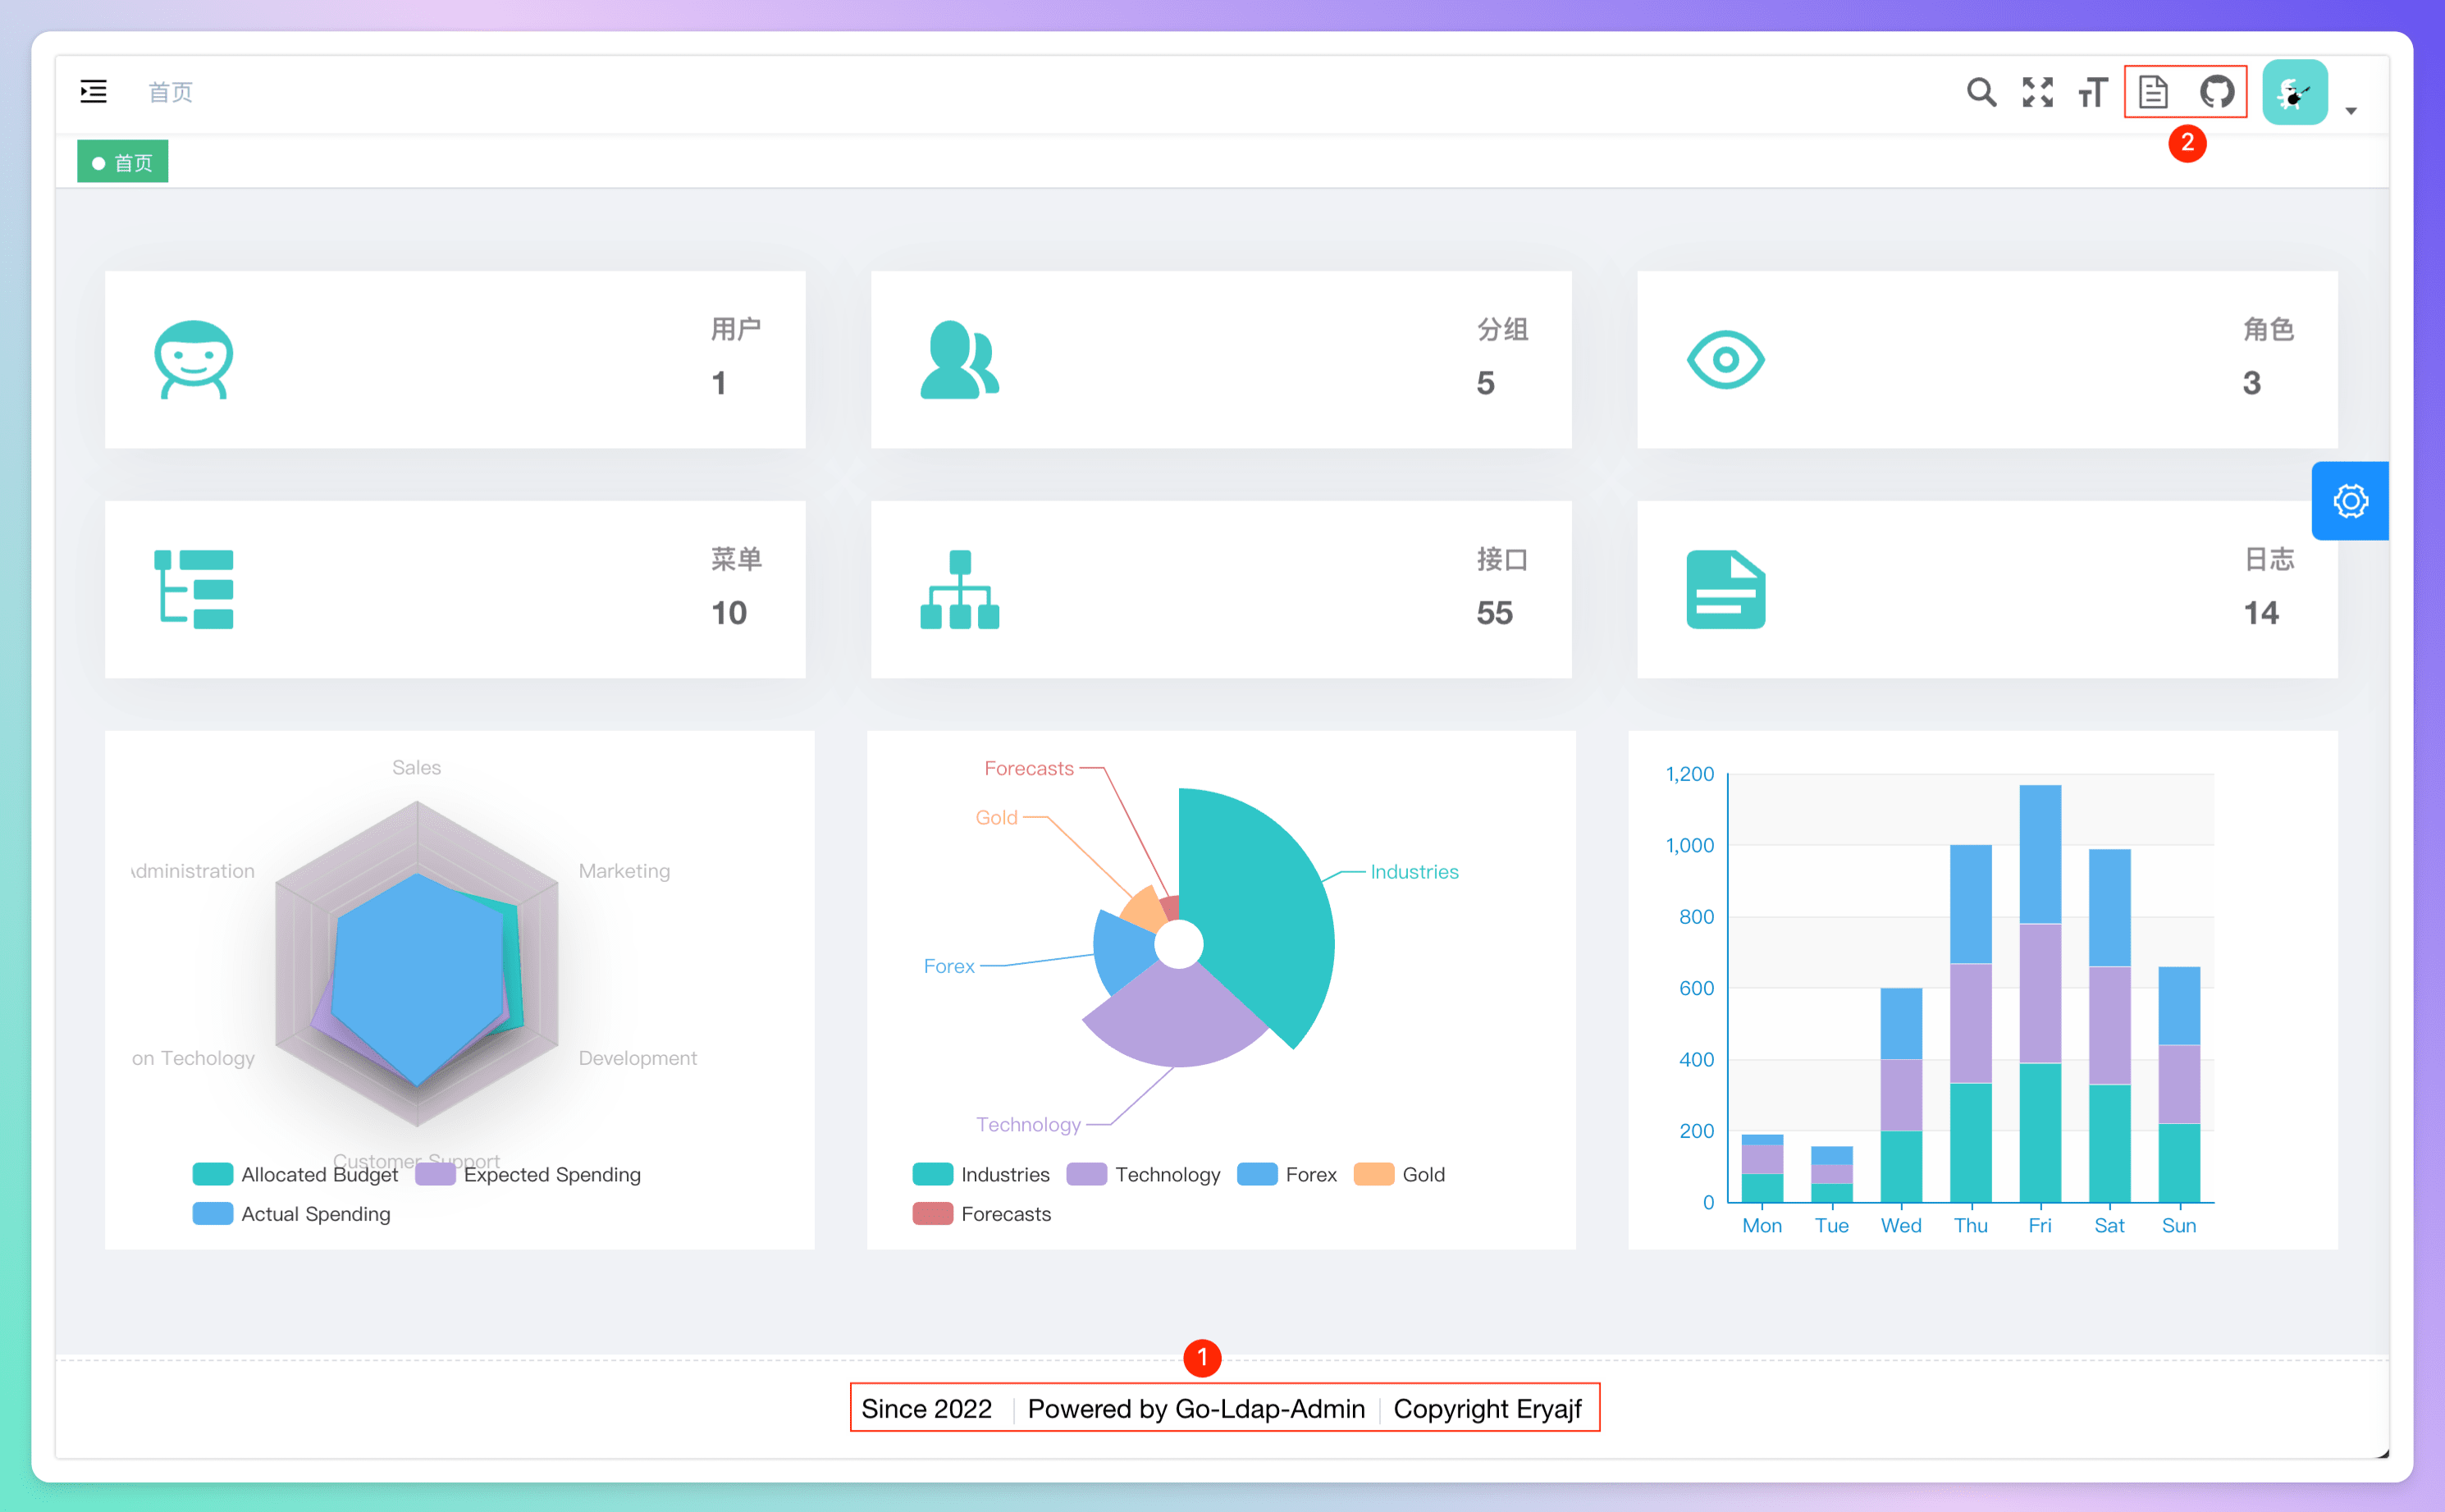 首页
2
首页
用户
1
分组
5
角色
3
菜单
10
接口
55
日志
14
Sales
Administration
Marketing
on Techology
Development
Customer Support
Allocated Budget Expected Spending
Actual Spending
Forecasts
Gold
Industries
Forex
Technology
Industries Technology Forex Gold
Forecasts
1,200
1,000
800
600
400
200
0
Mon Tue Wed Thu Fri Sat Sun
1
Since 2022 Powered by Go-Ldap-Admin Copyright Eryajf